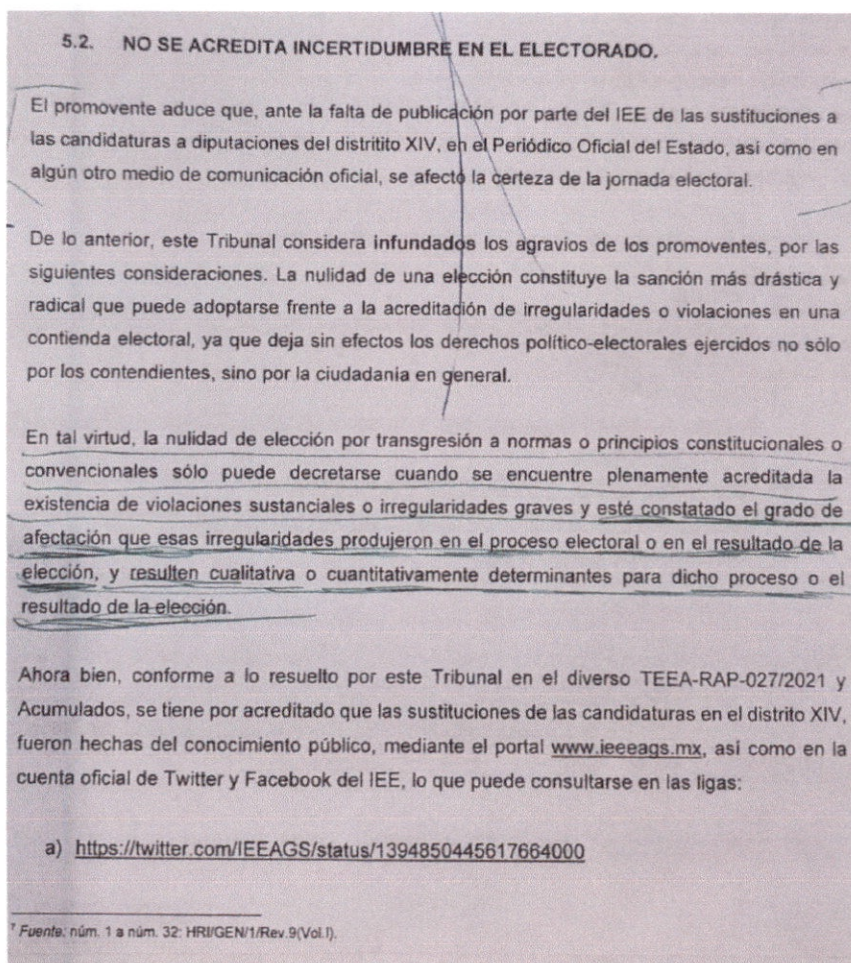 5.2. NO SE ACREDITA INCERTIDUMBRE EN EL ELECTORADO.
El promovente aduce que, ante la falta de publicación por parte del IEE de las sustituciones a
las candidaturas a diputaciones del distritito XIV, en el Periódico Oficial del Estado, así como en
algún otro medio de comunicación oficial, se afectó la certeza de la jornada electoral.
De lo anterior, este Tribunal considera infundados los agravios de los promoventes, por las
siguientes consideraciones. La nulidad de una elección constituye la sanción más drástica y
radical que puede adoptarse frente a la acreditación de irregularidades o violaciones en una
contienda electoral, ya que deja sin efectos los derechos político-electorales ejercidos no sólo
por los contendientes, sino por la ciudadanía en general.
En tal virtud, la nulidad de elección por transgresión a normas o principios constitucionales o
convencionales sólo puede decretarse cuando se encuentre plenamente acreditada la
existencia de violaciones sustanciales o irregularidades graves y esté constatado el grado de
afectación que esas irregularidades produjeron en el proceso electoral o en el resultado de la
elección, y resulten cualitativa o cuantitativamente determinantes para dicho proceso o el
resultado de la elección.
Ahora bien, conforme a lo resuelto por este Tribunal en el diverso TEEA-RAP-027/2021 y
Acumulados, se tiene por acreditado que las sustituciones de las candidaturas en el distrito XIV,
fueron hechas del conocimiento público, mediante el portal www.ieeeags.mx, así como en la
cuenta oficial de Twitter y Facebook del IEE, lo que puede consultarse en las ligas:
a) https://twitter.com/IEEAGS/status/1394850445617664000
7 Fuente: núm. 1 a núm. 32: HRI/GEN/1/Rev.9(Vol.I).